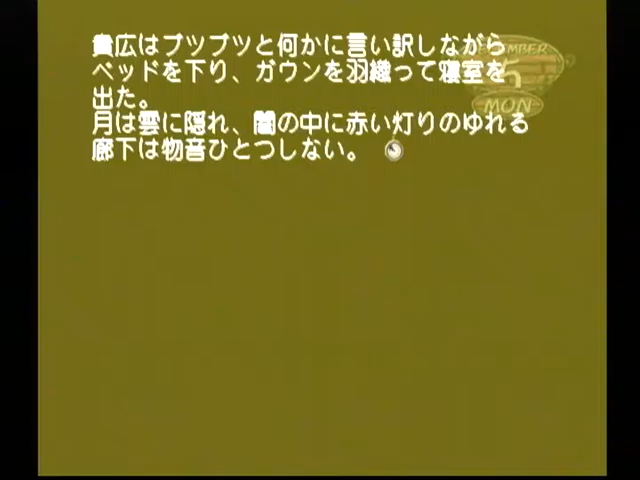 貴広はブツブツと何かに言い訳しながら
ベッドを下り、ガウンを羽織って寝室を
出た。
月は雲に隠れ、闇の中に赤い灯りのゆれる
廊下は物音ひとつしない。
DECEMBER
5
MON